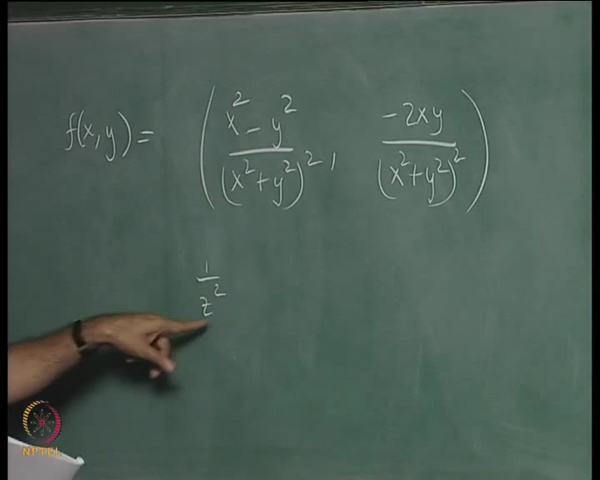 f(x,y) = ( x² - y² / (x² + y²)² , -2xy / (x² + y²)² )
1 / z²
NPTEL